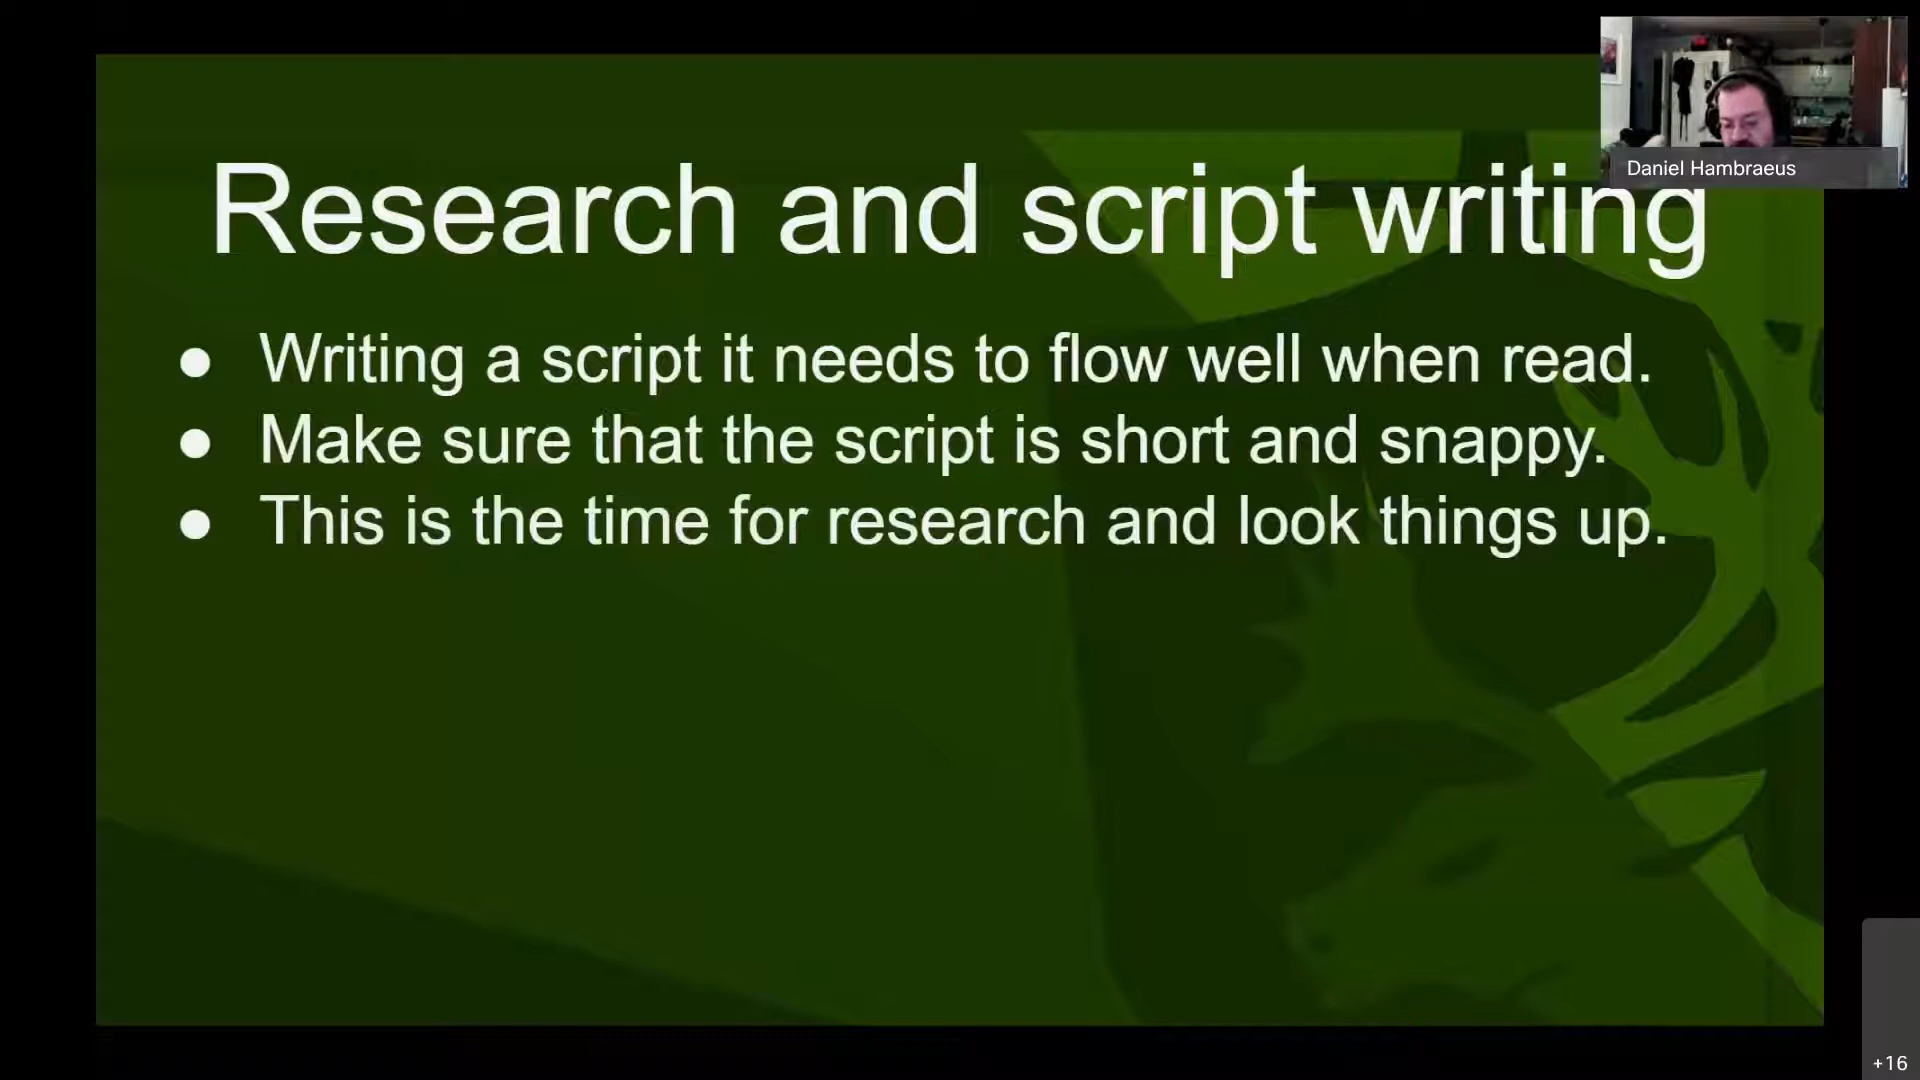 Daniel Hambraeus
Research and script writing
● Writing a script it needs to flow well when read.
● Make sure that the script is short and snappy.
● This is the time for research and look things up.
+16